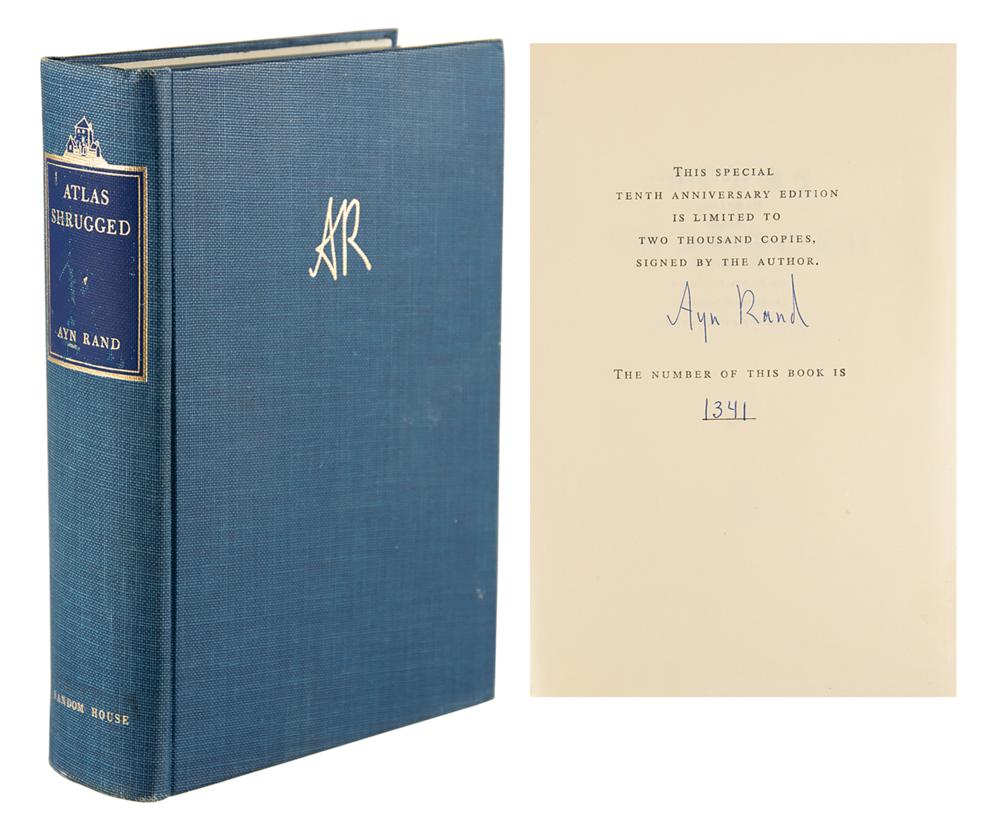 ATLAS
SHRUGGED
AYN RAND
RANDOM HOUSE
AR
THIS SPECIAL
TENTH ANNIVERSARY EDITION
IS LIMITED TO
TWO THOUSAND COPIES,
SIGNED BY THE AUTHOR.
Ayn Rand
THE NUMBER OF THIS BOOK IS
1341